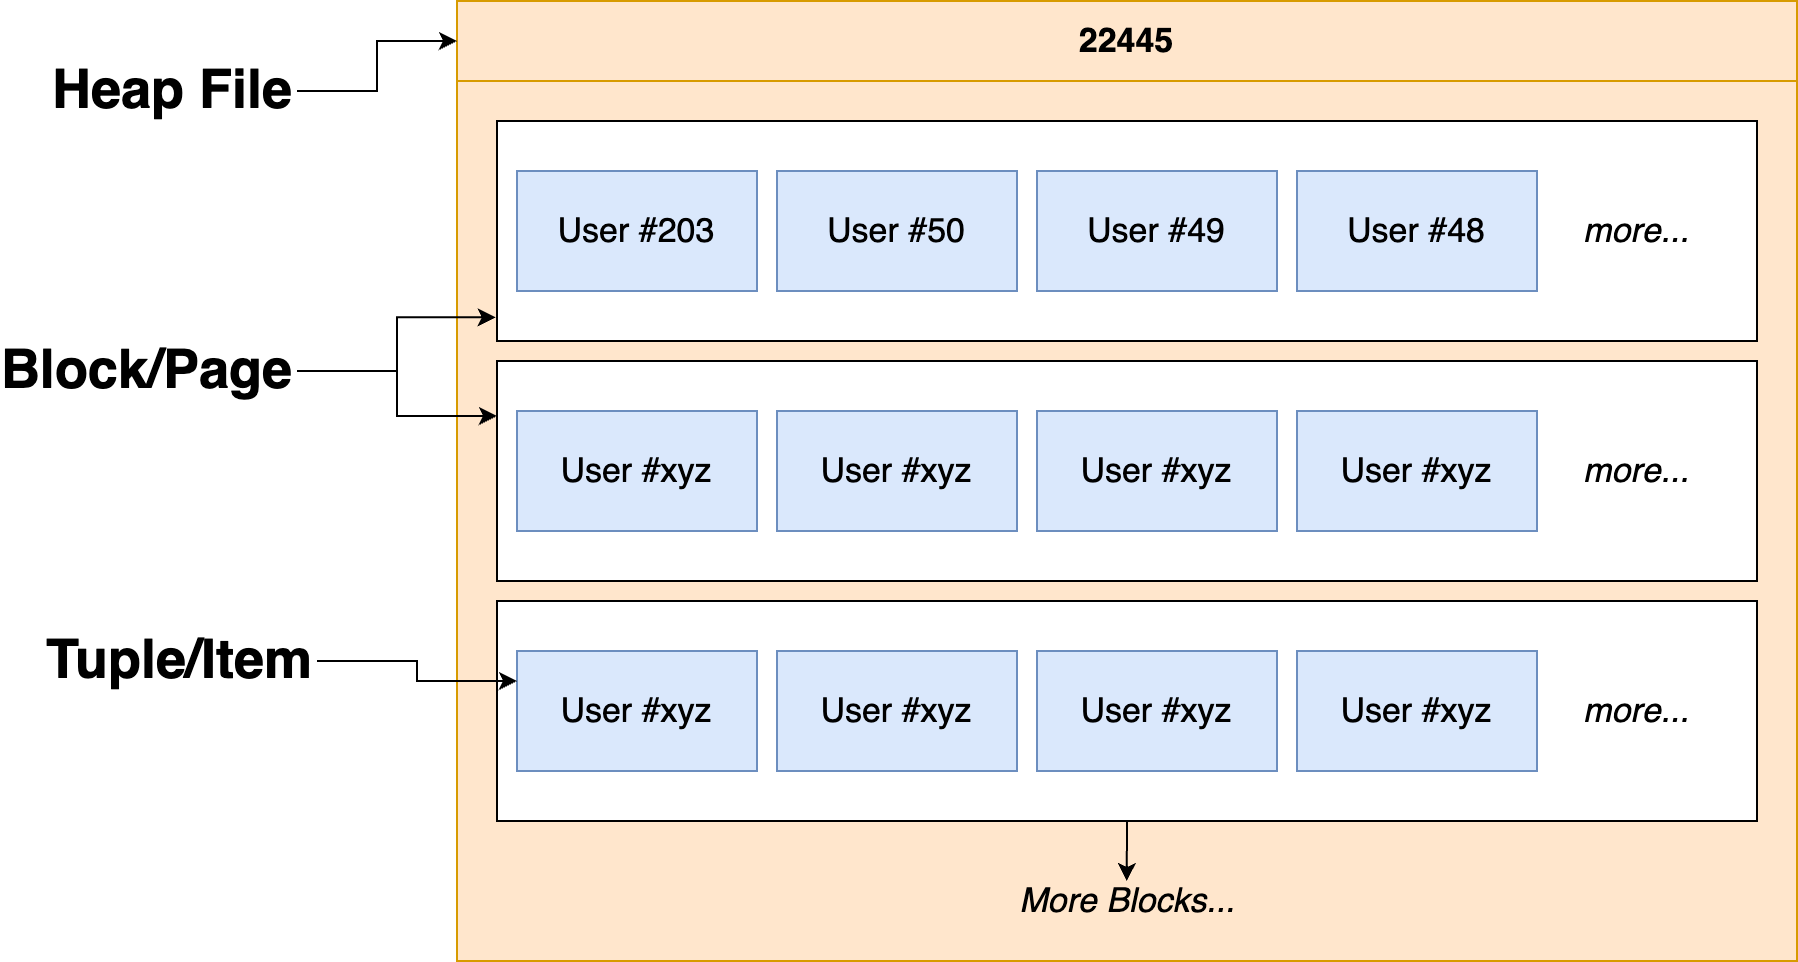 22445
Heap File
User #203
User #50
User #49
User #48
more...
Block/Page
User #xyz
User #xyz
User #xyz
User #xyz
more...
Tuple/Item
User #xyz
User #xyz
User #xyz
User #xyz
more...
More Blocks...